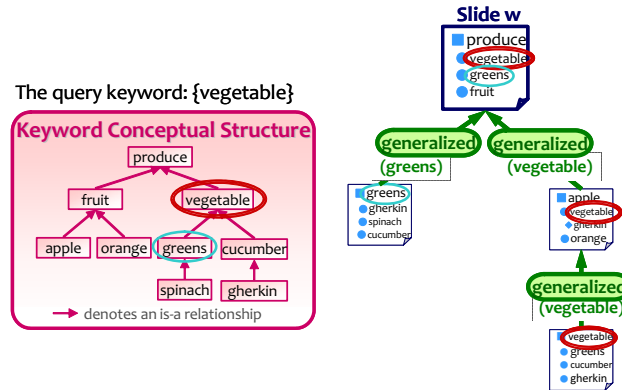 Slide w
produce
vegetable
greens
fruit
The query keyword: {vegetable}
Keyword Conceptual Structure
produce
fruit
vegetable
apple
orange
greens
cucumber
spinach
gherkin
denotes an is-a relationship
generalized
(greens)
generalized
(vegetable)
greens
gherkin
spinach
cucumber
apple
vegetable
gherkin
orange
generalized
(vegetable)
vegetable
greens
cucumber
gherkin